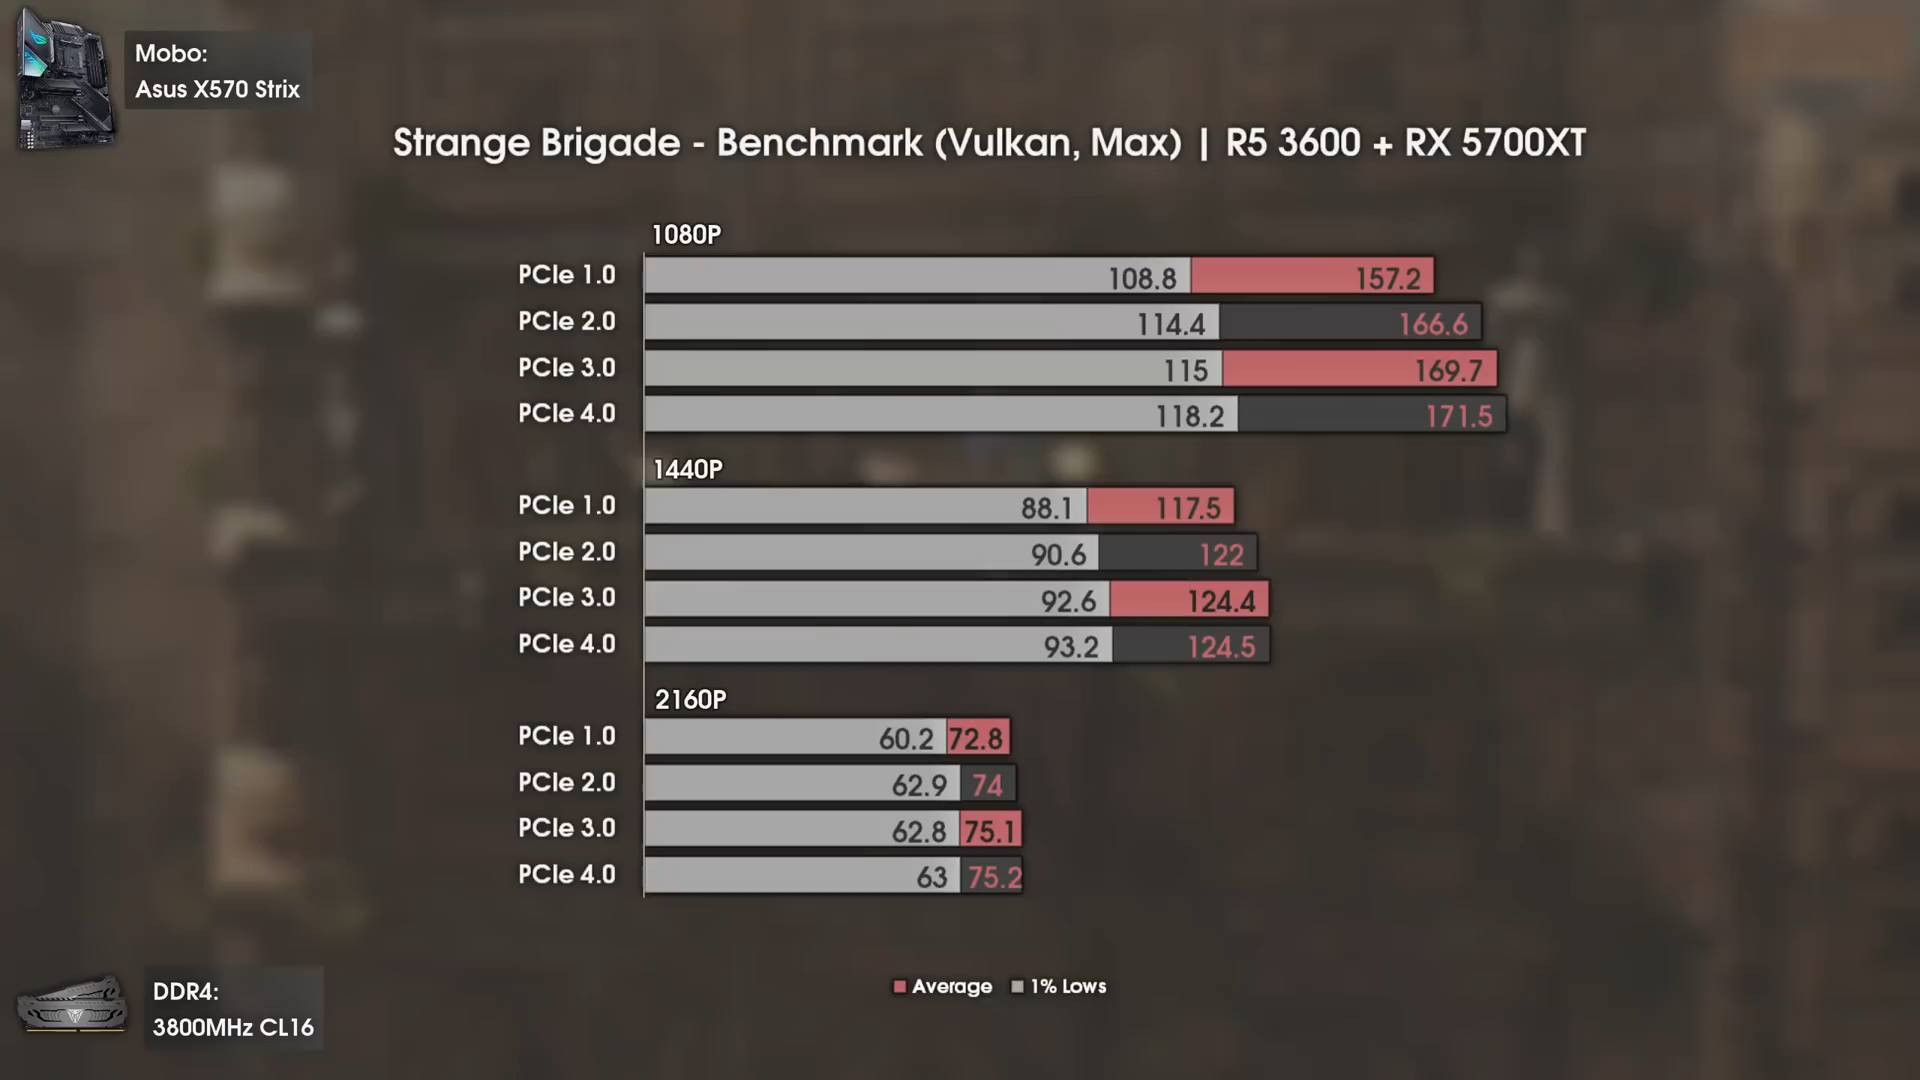 Mobo:
Asus X570 Strix
Strange Brigade - Benchmark (Vulkan, Max) | R5 3600 + RX 5700XT
1080P
PCIe 1.0 108.8 157.2
PCIe 2.0 114.4 166.6
PCIe 3.0 115 169.7
PCIe 4.0 118.2 171.5
1440P
PCIe 1.0 88.1 117.5
PCIe 2.0 90.6 122
PCIe 3.0 92.6 124.4
PCIe 4.0 93.2 124.5
2160P
PCIe 1.0 60.2 72.8
PCIe 2.0 62.9 74
PCIe 3.0 62.8 75.1
PCIe 4.0 63 75.2
Average 1% Lows
DDR4:
3800MHz CL16